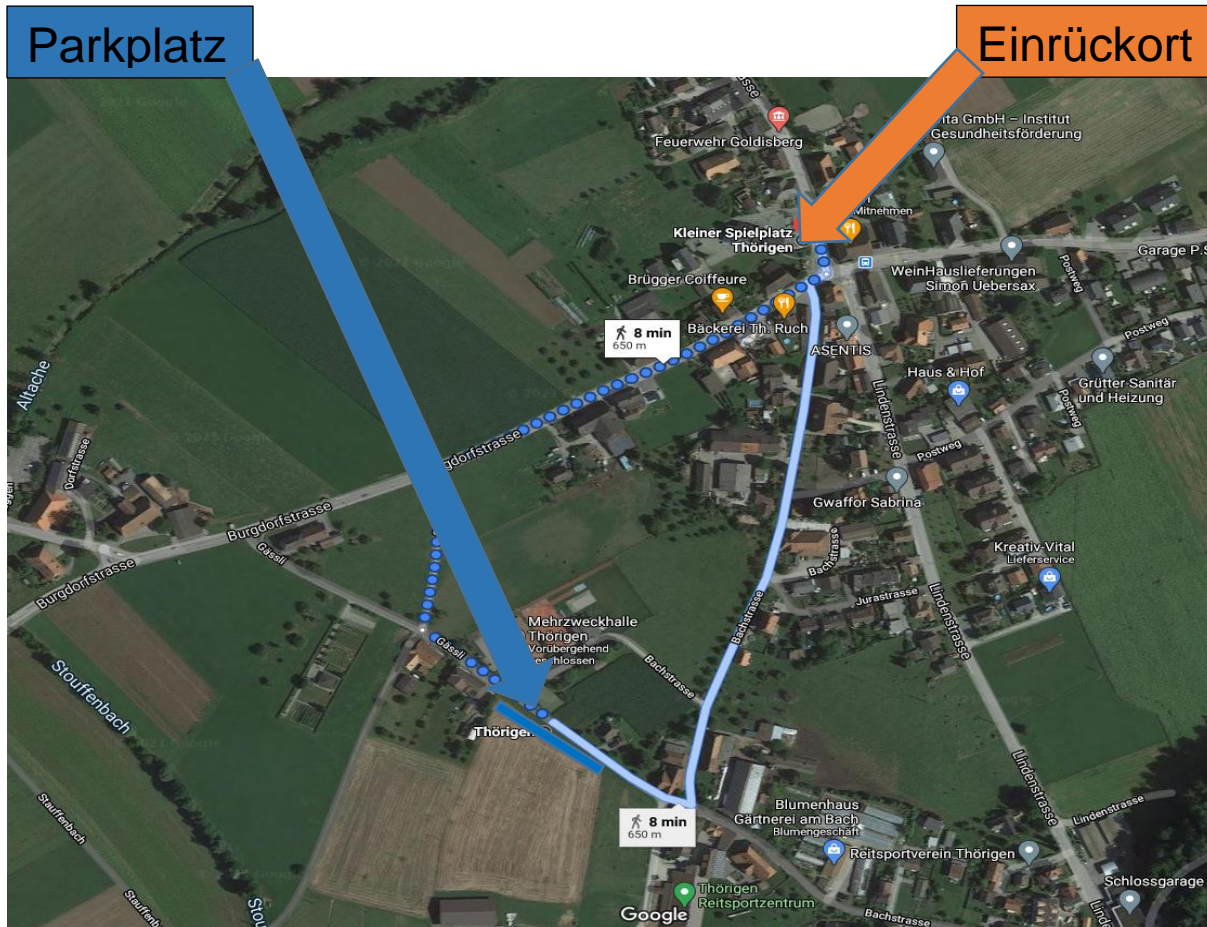 Parkplatz
Einrückort
Feuerwehr Goldisberg
GmbH – Institut
Gesundheitsförderung
Mitnehmen
Kleiner Spielplatz
Thörigen
Garage P.S
WeinHauslieferungen
Simon Uebersax
Postweg
Brügger Coiffeure
Bäckerei Th. Ruch
8 min
650 m
ASENTIS
Postweg
Haus & Hof
Grütter Sanitär
und Heizung
Altache
Lindenstrasse
Postweg
Postweg
Dorfstrasse
Burgdorfstrasse
Gwaffor Sabrina
Burgdorfstrasse
Gässli
Bachstrasse
Kreativ-Vital
Lieferservice
Burgdorfstrasse
Jurastrasse
Bachstrasse
Lindenstrasse
Mehrzweckhalle
Thörigen
Vorübergehend
Gässli
Bachstrasse
Stouffenbach
Thörigen
Lindenstrasse
Stauffenbach
8 min
650 m
Blumenhaus
Gärtnerei am Bach
Blumengeschäft
Lindenstrasse
Reitsportverein Thörigen
Thörigen
Reitsportzentrum
Schlossgarage
Stauffenbach
Google
Bachstrasse